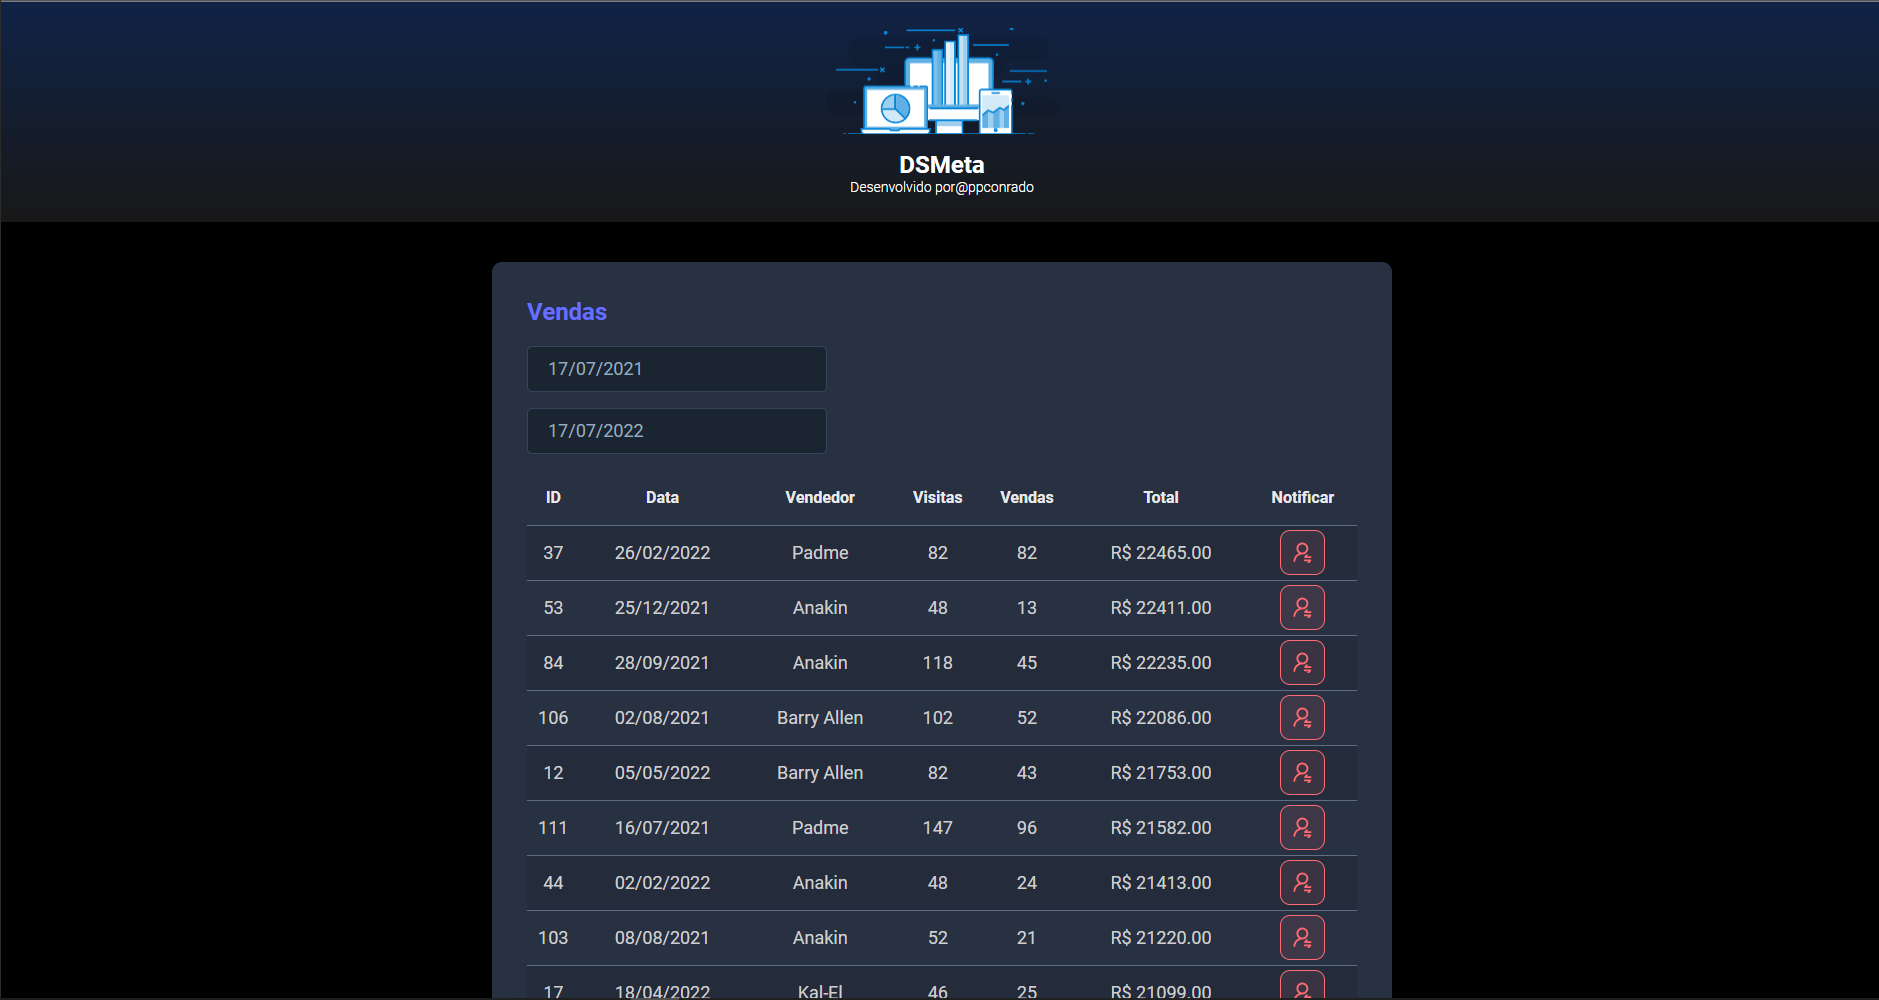 DSMeta
Desenvolvido por@ppconrado
Vendas
17/07/2021
17/07/2022
ID Data Vendedor Visitas Vendas Total Notificar
37 26/02/2022 Padme 82 82 R$ 22465.00
53 25/12/2021 Anakin 48 13 R$ 22411.00
84 28/09/2021 Anakin 118 45 R$ 22235.00
106 02/08/2021 Barry Allen 102 52 R$ 22086.00
12 05/05/2022 Barry Allen 82 43 R$ 21753.00
111 16/07/2021 Padme 147 96 R$ 21582.00
44 02/02/2022 Anakin 48 24 R$ 21413.00
103 08/08/2021 Anakin 52 21 R$ 21220.00
17 18/04/2022 Kal-El 46 25 R$ 21099.00